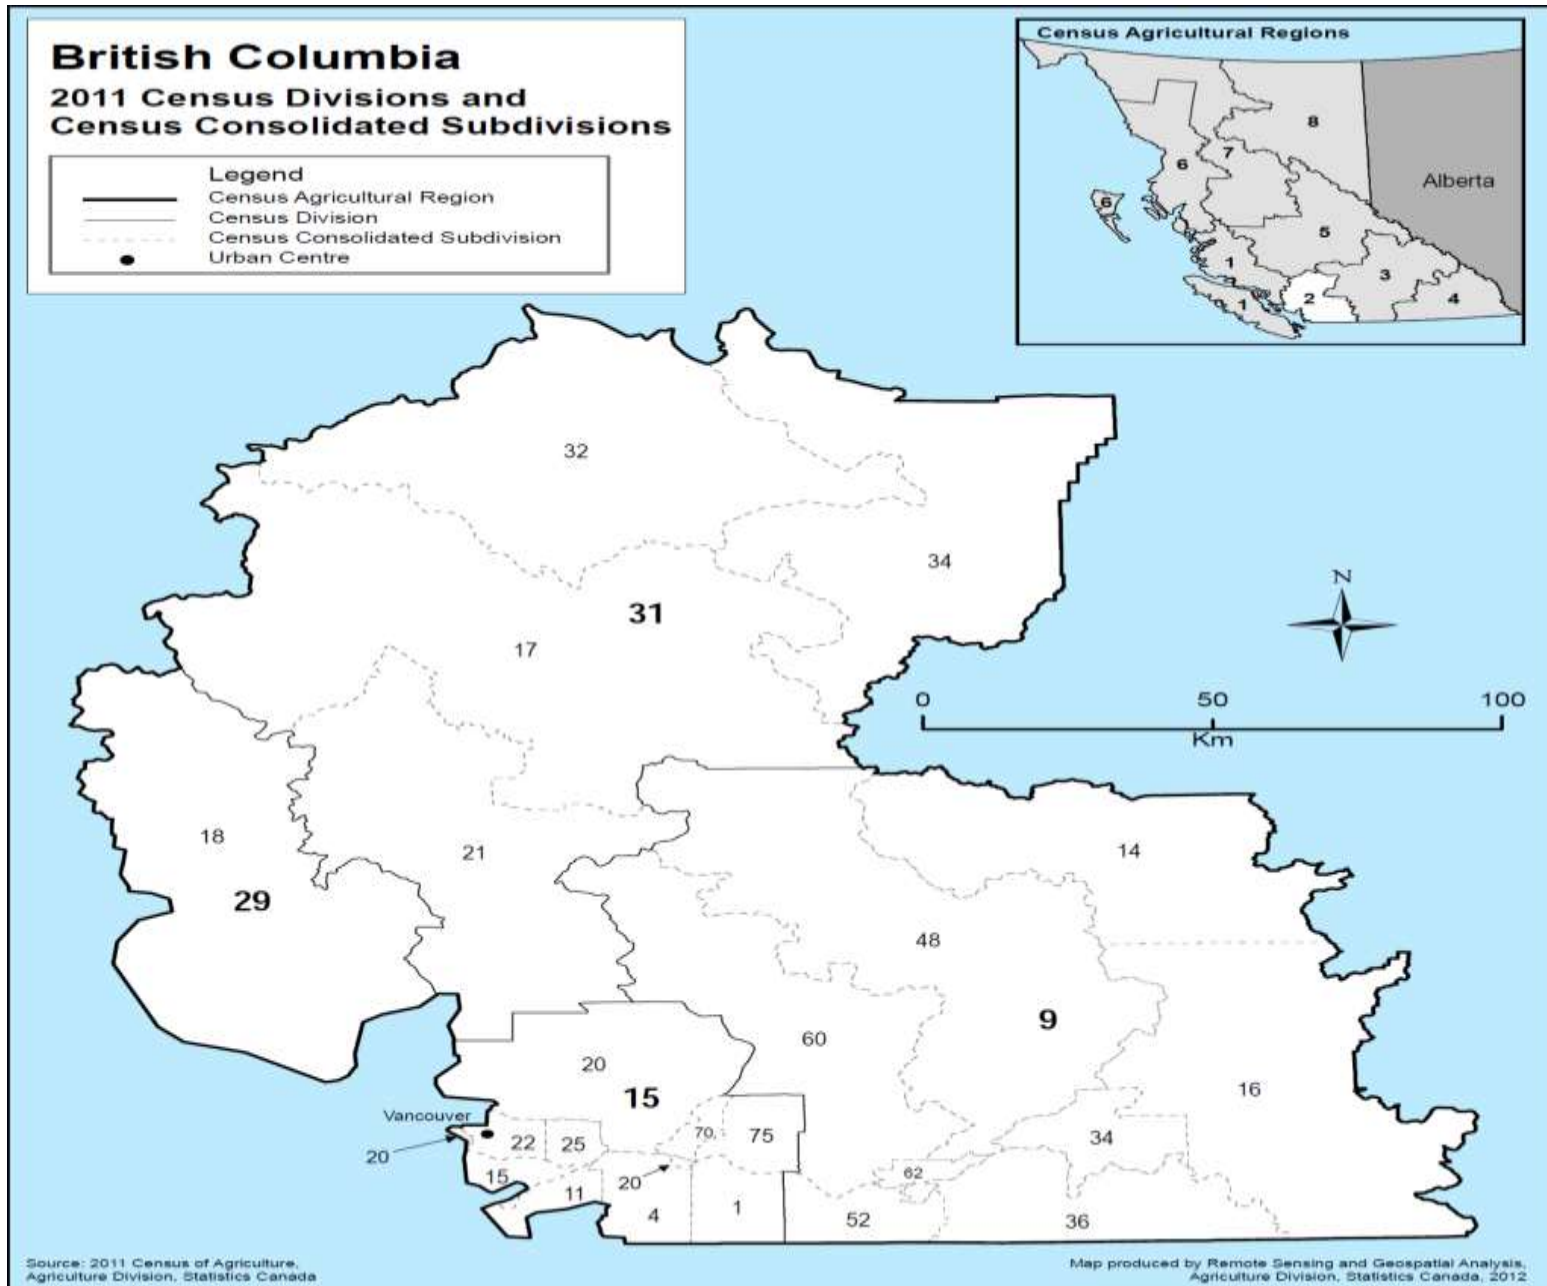 British Columbia
2011 Census Divisions and
Census Consolidated Subdivisions
Legend
Census Agricultural Region
Census Division
Census Consolidated Subdivision
Urban Centre
Census Agricultural Regions
8
7
6
Alberta
6
5
1
3
2
4
1
32
34
N
31
17
0 50 100
Km
18
21
14
29
48
9
60
20
15
16
Vancouver
20
22
25
70
75
34
15
11
20
62
4
1
52
36
Source: 2011 Census of Agriculture,
Agriculture Division, Statistics Canada
Map produced by Remote Sensing and Geospatial Analysis,
Agriculture Division, Statistics Canada, 2012